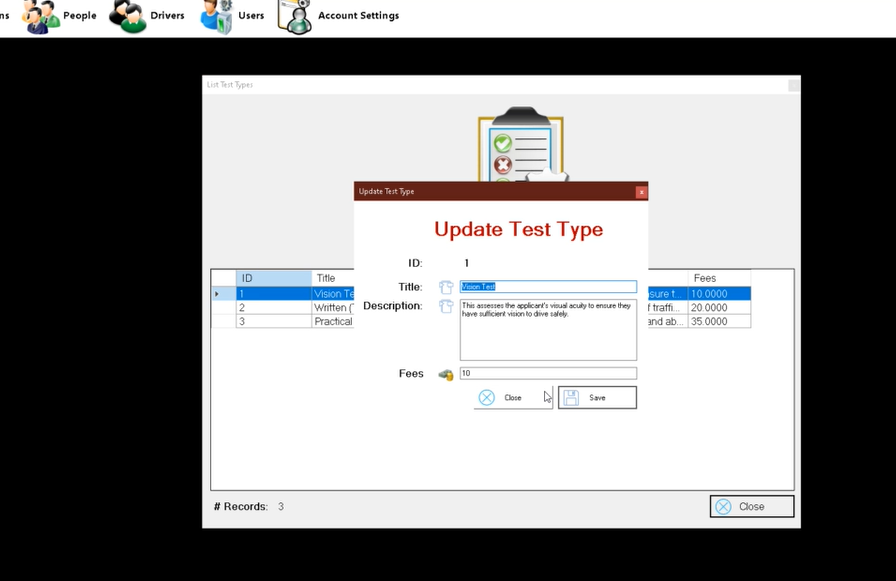 ns People Drivers Users Account Settings
List Test Types
Update Test Type
x
Update Test Type
ID: 1
Title: Vision Test
Description: This assesses the applicant's visual acuity to ensure they
have sufficient vision to drive safely.
Fees 10
Close Save
ID Title Fees
1 Vision Te sure t... 10.0000
2 Written ( f traffi... 20.0000
3 Practical and ab... 35.0000
# Records: 3
Close